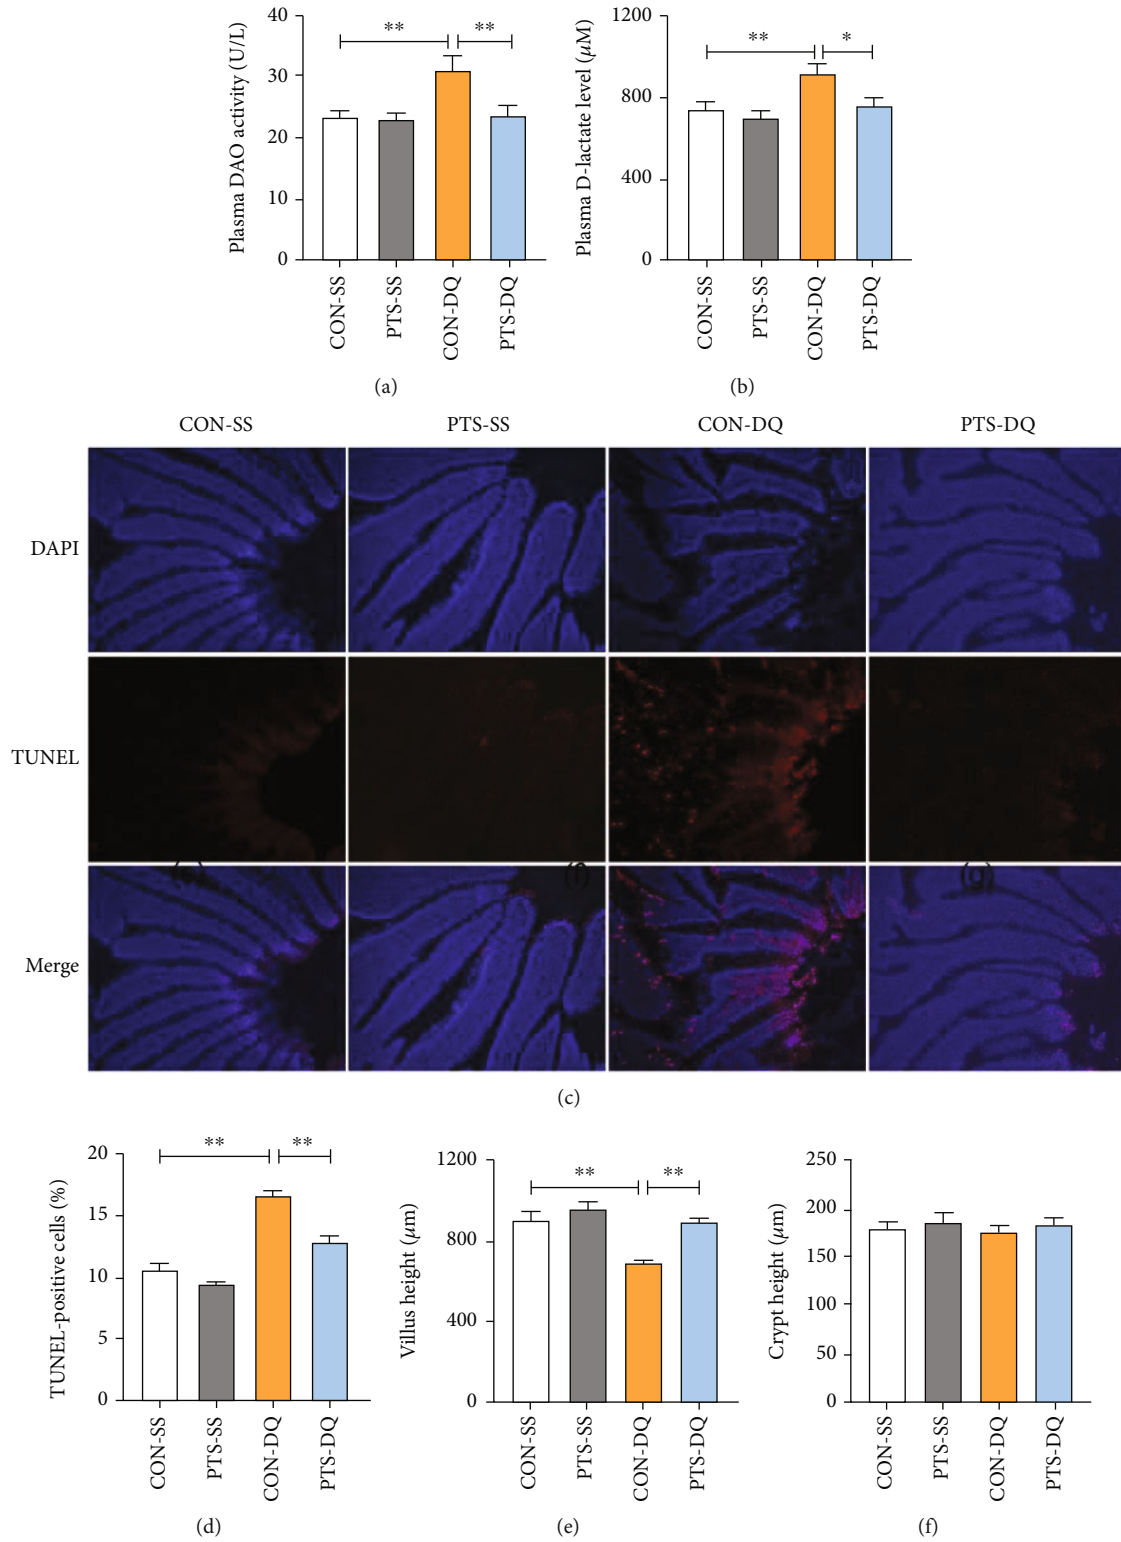 Plasma DAO activity (U/L)
40
30
20
10
0
** **
CON-SS
PTS-SS
CON-DQ
PTS-DQ
(a)
Plasma D-lactate level (μM)
1200
800
400
0
** *
CON-SS
PTS-SS
CON-DQ
PTS-DQ
(b)
CON-SS PTS-SS CON-DQ PTS-DQ
DAPI
TUNEL
(e) (f) (g)
Merge
(c)
TUNEL-positive cells (%)
20
15
10
5
0
** **
CON-SS
PTS-SS
CON-DQ
PTS-DQ
(d)
Villus height (μm)
1200
800
400
0
** **
CON-SS
PTS-SS
CON-DQ
PTS-DQ
(e)
Crypt height (μm)
250
200
150
100
50
0
CON-SS
PTS-SS
CON-DQ
PTS-DQ
(f)